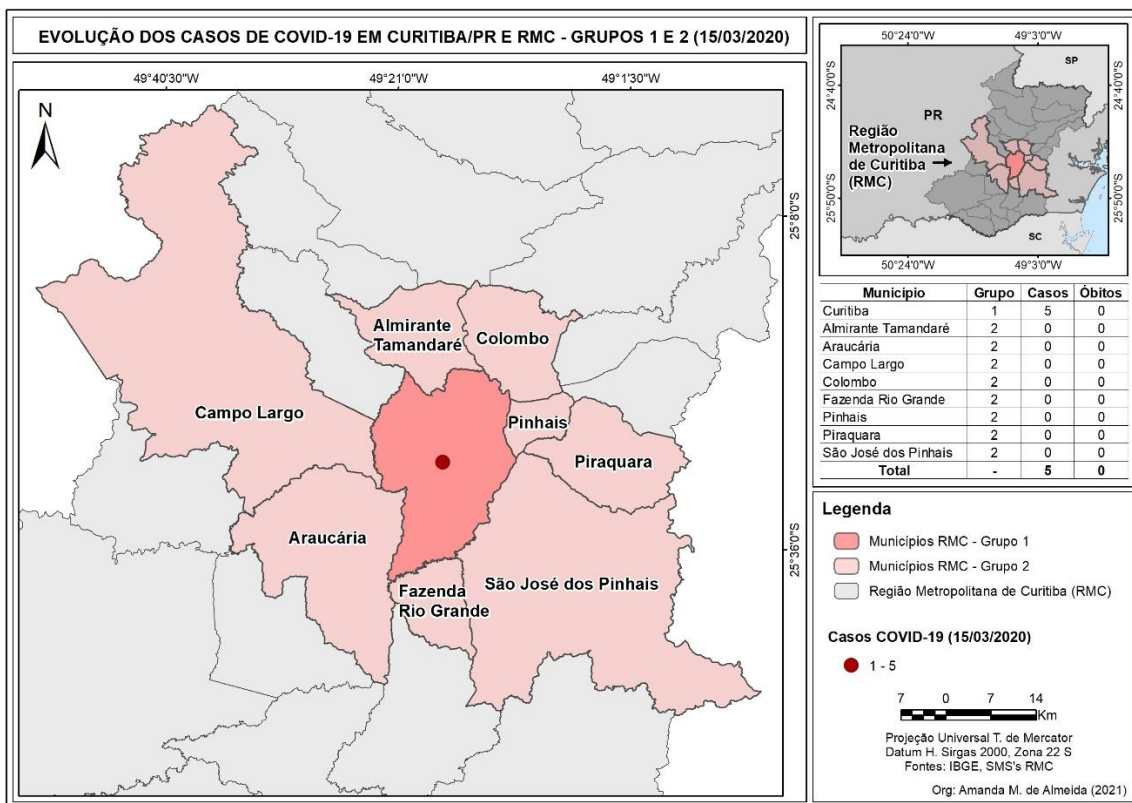 EVOLUÇÃO DOS CASOS DE COVID-19 EM CURITIBA/PR E RMC - GRUPOS 1 E 2 (15/03/2020)
49°40'30"W 49°21'0"W 49°1'30"W
N
25°8'0"S
25°36'0"S
Almirante
Tamandaré
Colombo
Campo Largo
Pinhais
Piraquara
Araucária
Fazenda
Rio Grande
São José dos Pinhais
50°24'0"W 49°3'0"W
24°40'0"S 24°40'0"S
SP
PR
Região
Metropolitana
de Curitiba
(RMC)
25°50'0"S 25°50'0"S
SC
50°24'0"W 49°3'0"W
Município Grupo Casos Óbitos
Curitiba 1 5 0
Almirante Tamandaré 2 0 0
Araucária 2 0 0
Campo Largo 2 0 0
Colombo 2 0 0
Fazenda Rio Grande 2 0 0
Pinhais 2 0 0
Piraquara 2 0 0
São José dos Pinhais 2 0 0
Total - 5 0
Legenda
Municípios RMC - Grupo 1
Municípios RMC - Grupo 2
Região Metropolitana de Curitiba (RMC)
Casos COVID-19 (15/03/2020)
1 - 5
7 0 7 14
Km
Projeção Universal T. de Mercator
Datum H. Sirgas 2000, Zona 22 S
Fontes: IBGE, SMS's RMC
Org: Amanda M. de Almeida (2021)